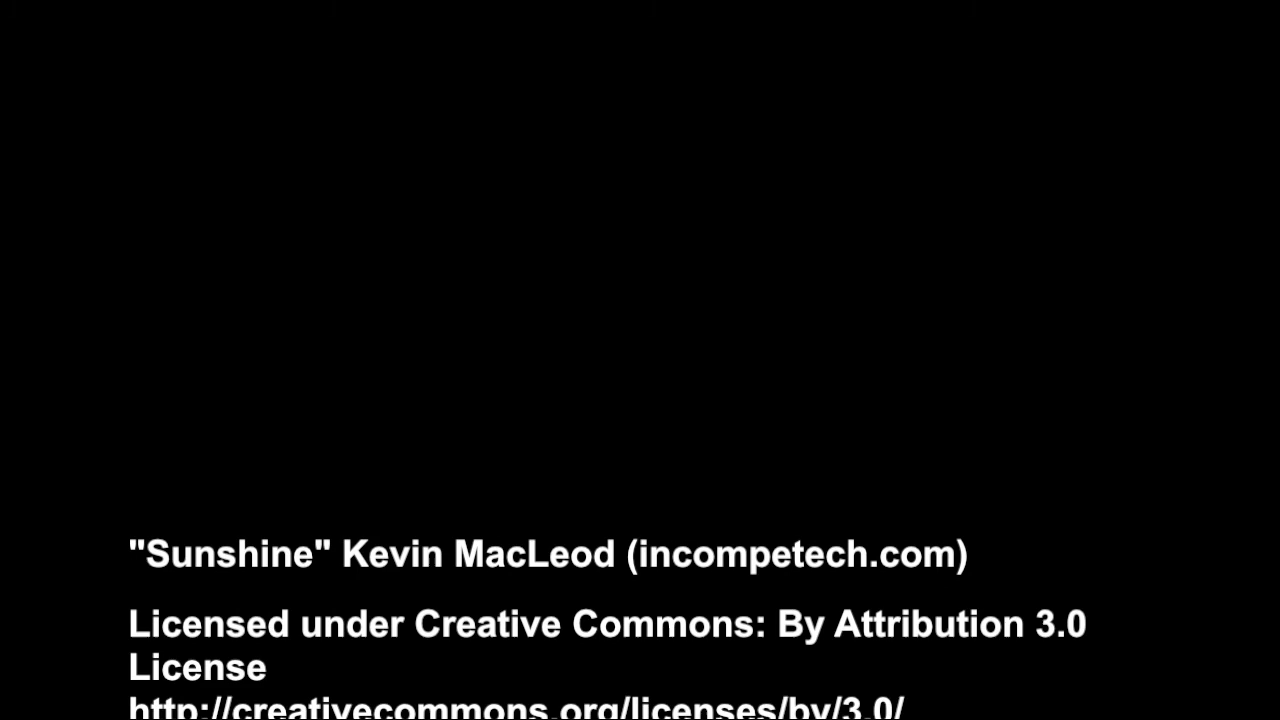 "Sunshine" Kevin MacLeod (incompetech.com)
Licensed under Creative Commons: By Attribution 3.0
License
http://creativecommons.org/licenses/by/3.0/